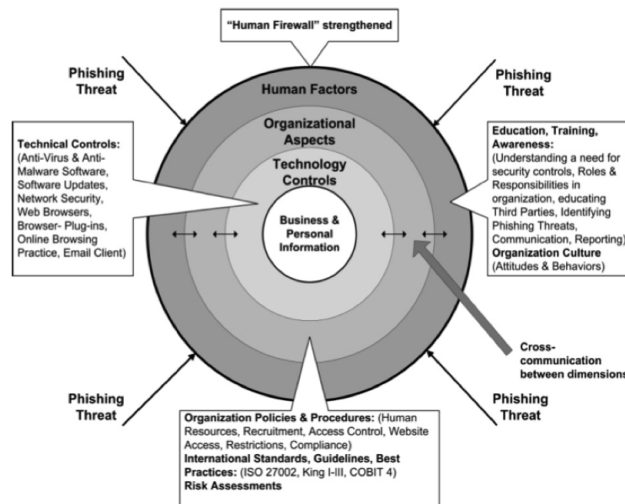 “Human Firewall” strengthened
Phishing
Threat
Phishing
Threat
Human Factors
Organizational
Aspects
Technology
Controls
Business &
Personal
Information
Technical Controls:
(Anti-Virus & Anti-
Malware Software,
Software Updates,
Network Security,
Web Browsers,
Browser- Plug-ins,
Online Browsing
Practice, Email Client)
Education, Training,
Awareness:
(Understanding a need for
security controls, Roles &
Responsibilities in
organization, educating
Third Parties, Identifying
Phishing Threats,
Communication, Reporting)
Organization Culture
(Attitudes & Behaviors)
Cross-
communication
between dimensions
Phishing
Threat
Phishing
Threat
Organization Policies & Procedures: (Human
Resources, Recruitment, Access Control, Website
Access, Restrictions, Compliance)
International Standards, Guidelines, Best
Practices: (ISO 27002, King I-III, COBIT 4)
Risk Assessments